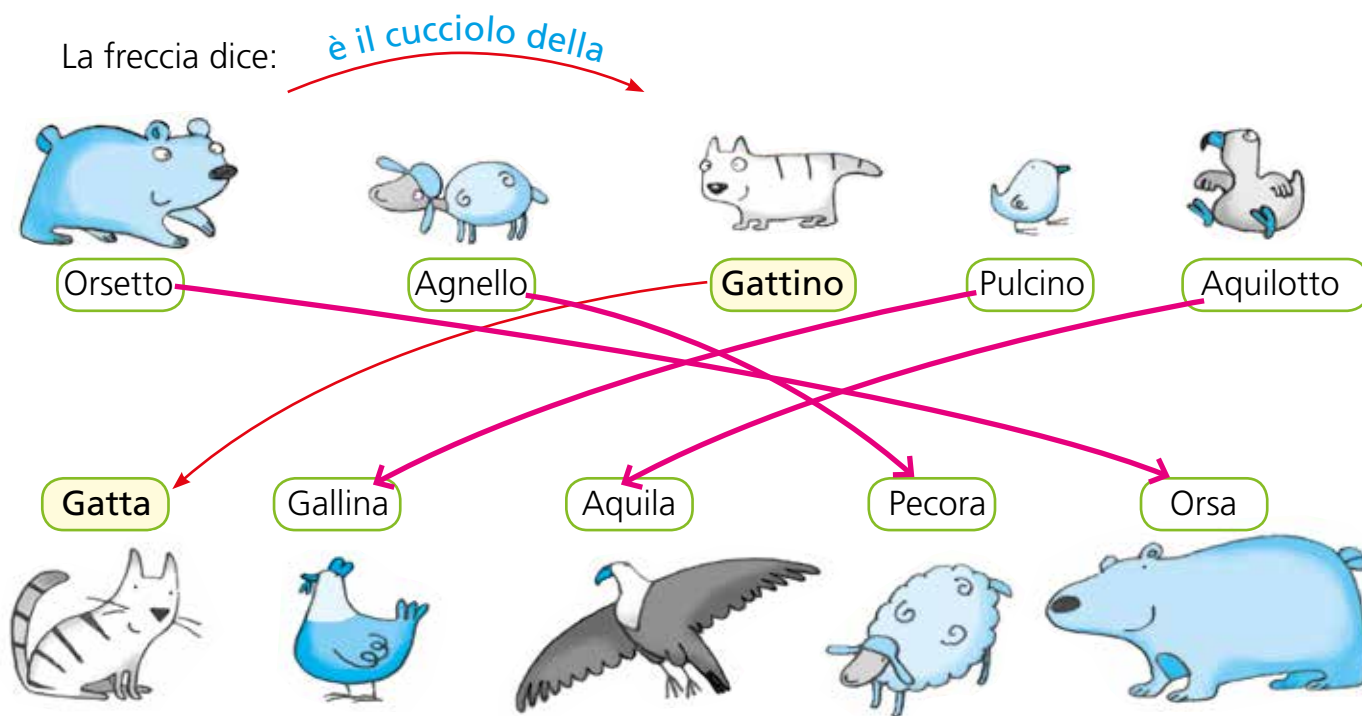 La freccia dice: è il cucciolo della
Orsetto Agnello Gattino Pulcino Aquilotto
Gatta Gallina Aquila Pecora Orsa